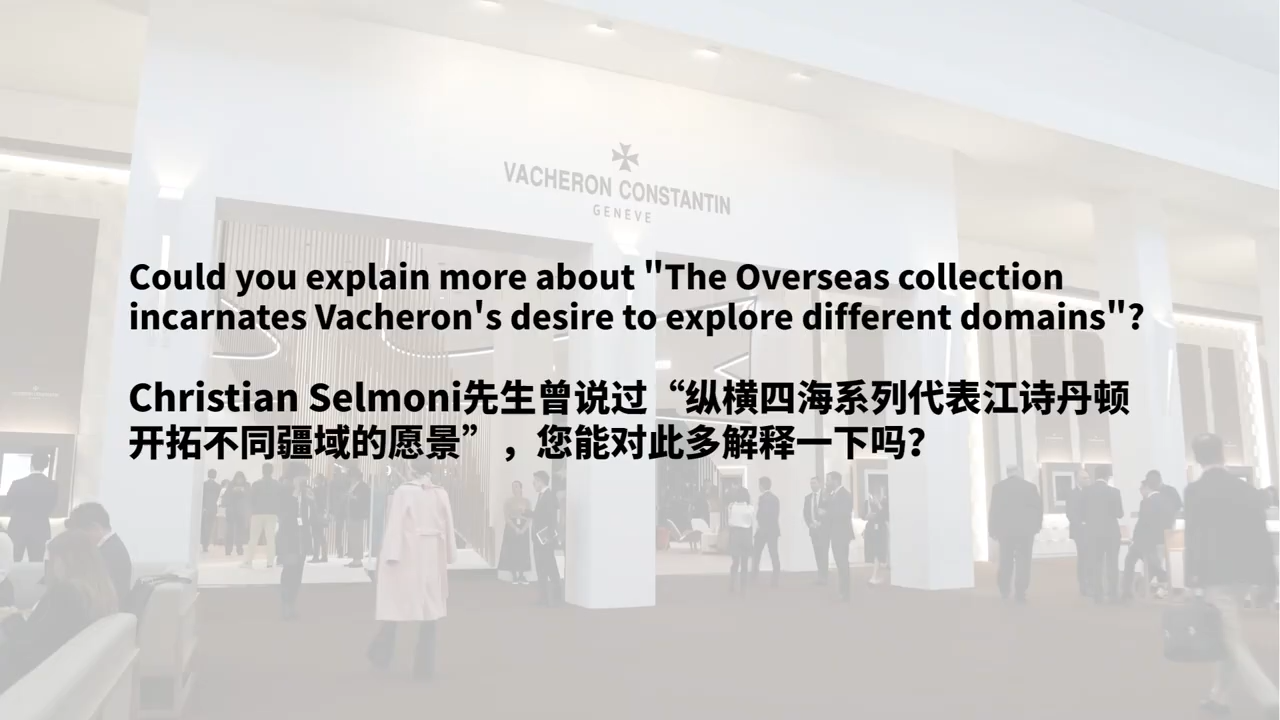 VACHERON CONSTANTIN
GENÈVE
Could you explain more about "The Overseas collection
incarnates Vacheron's desire to explore different domains"?
Christian Selmoni先生曾说过“纵横四海系列代表江诗丹顿
开拓不同疆域的愿景”，您能对此多解释一下吗？